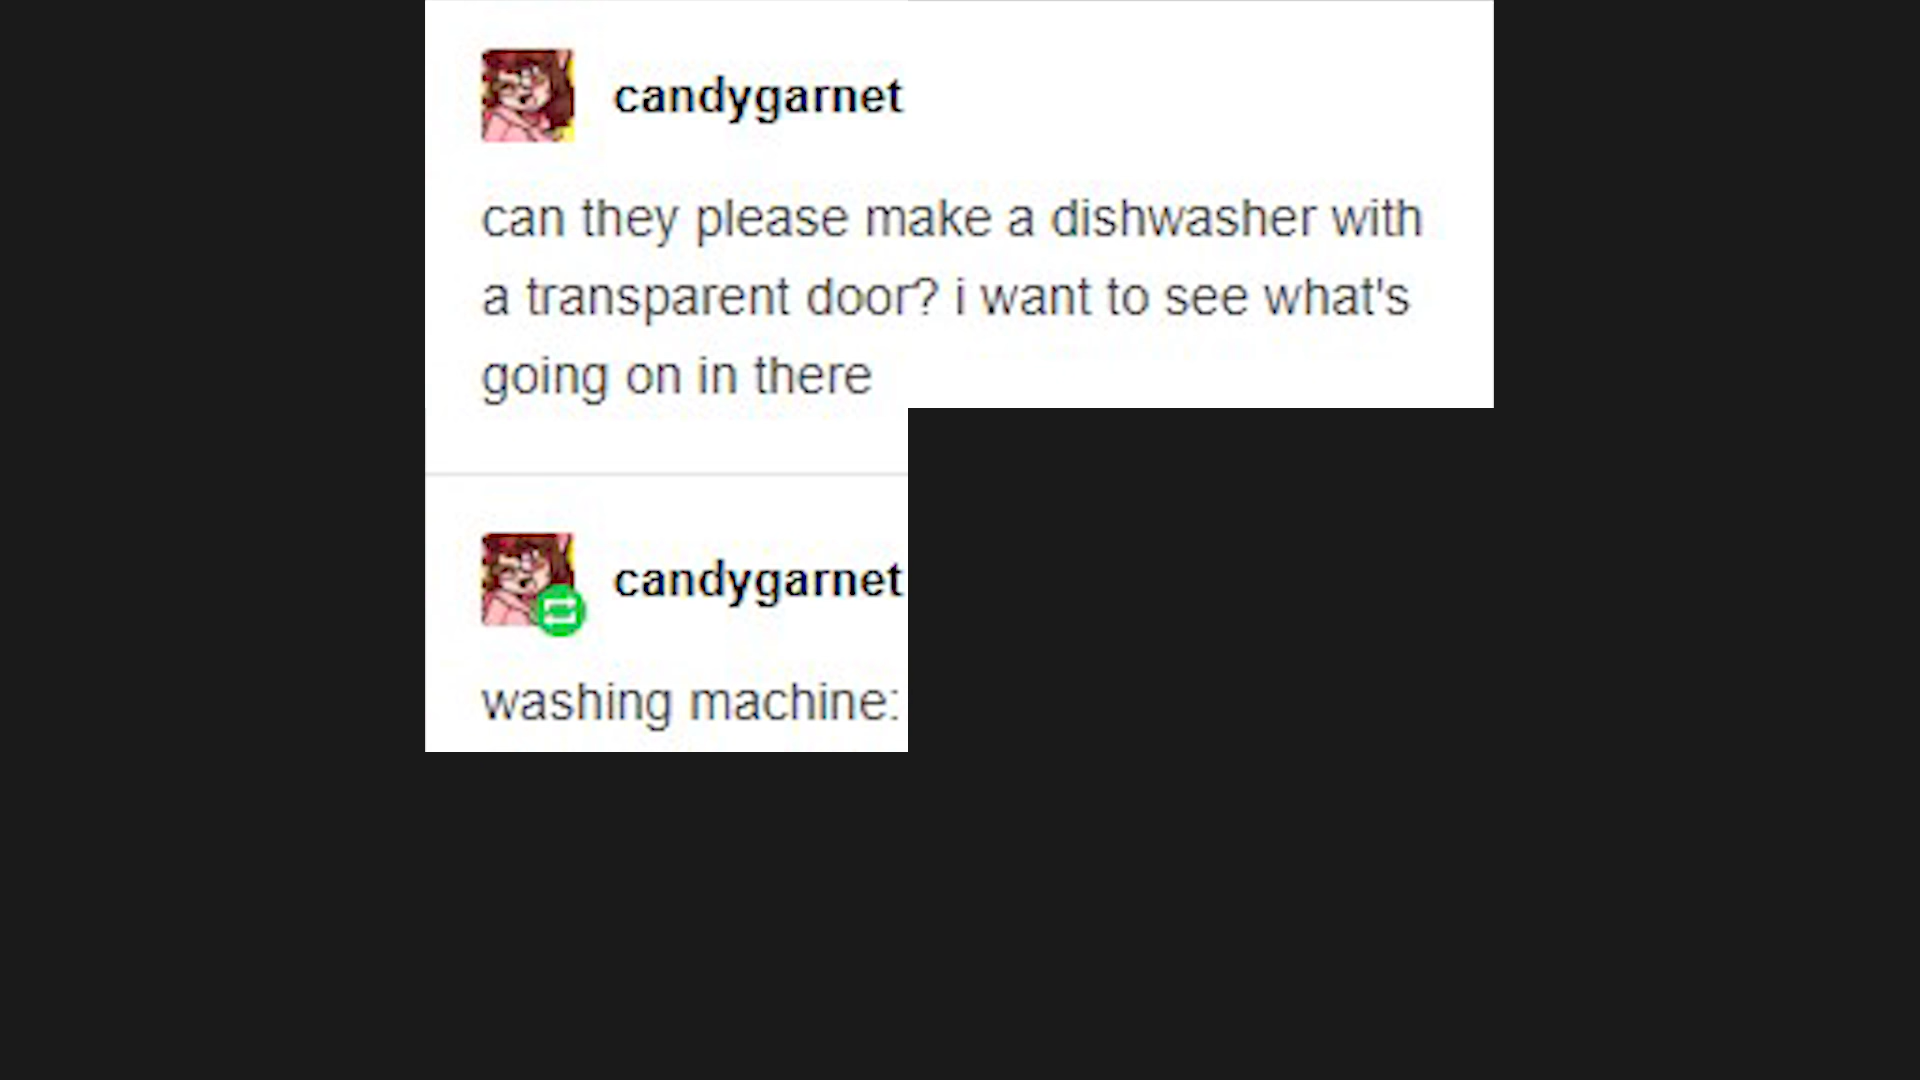 candygarnet
can they please make a dishwasher with
a transparent door? i want to see what's
going on in there
candygarnet
washing machine: